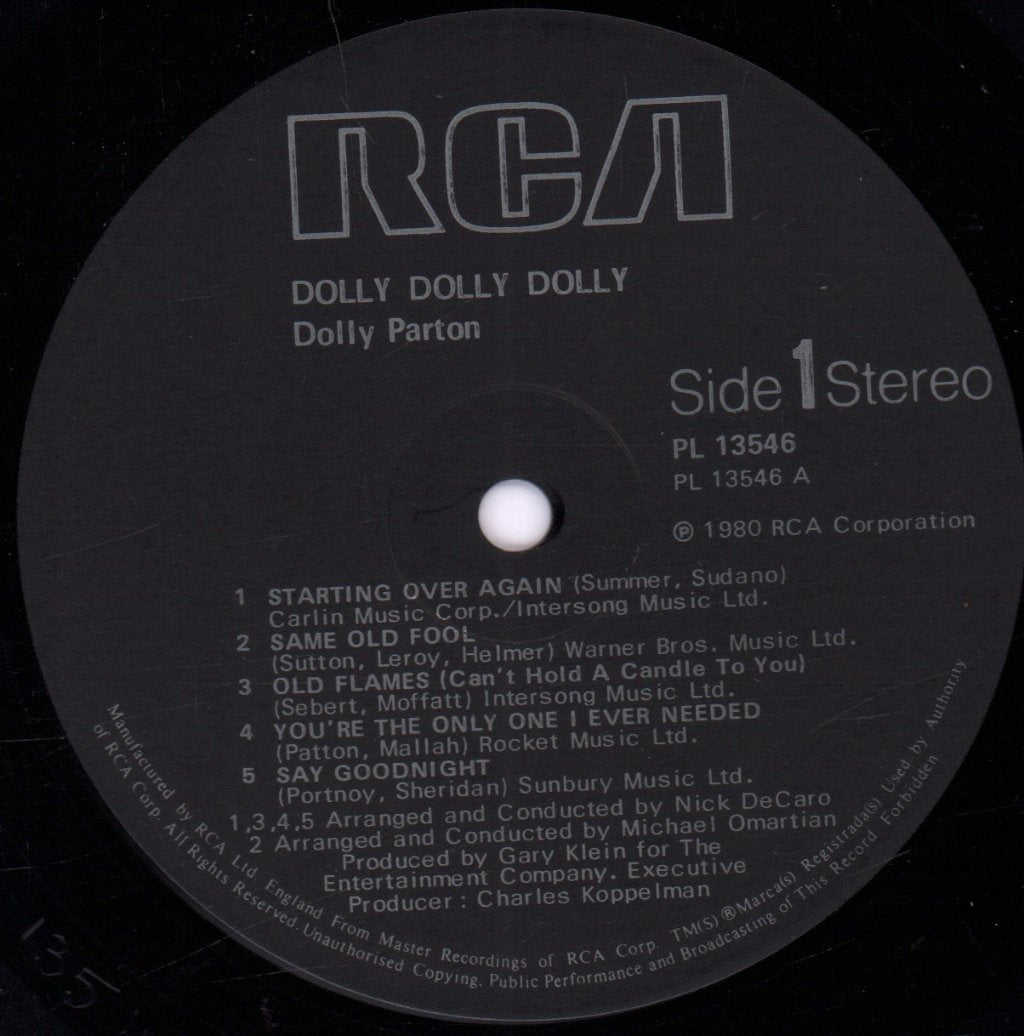 RCA
DOLLY DOLLY DOLLY
Dolly Parton
Side 1 Stereo
PL 13546
PL 13546 A
℗ 1980 RCA Corporation
1 STARTING OVER AGAIN (Summer, Sudano)
Carlin Music Corp./Intersong Music Ltd.
2 SAME OLD FOOL
(Sutton, Leroy, Helmer) Warner Bros. Music Ltd.
3 OLD FLAMES (Can't Hold A Candle To You)
(Sebert, Moffatt) Intersong Music Ltd.
4 YOU'RE THE ONLY ONE I EVER NEEDED
(Patton, Mallah) Rocket Music Ltd.
5 SAY GOODNIGHT
(Portnoy, Sheridan) Sunbury Music Ltd.
1,3,4,5 Arranged and Conducted by Nick DeCaro
2 Arranged and Conducted by Michael Omartian
Produced by Gary Klein for The
Entertainment Company. Executive
Producer : Charles Koppelman
Manufactured by RCA Ltd. England From Master Recordings of RCA Corp. TM(S) ® Marca(s) Registrada(s) Used by Authority
of RCA Corp. All Rights Reserved. Unauthorised Copying, Public Performance and Broadcasting of This Record Forbidden.
135